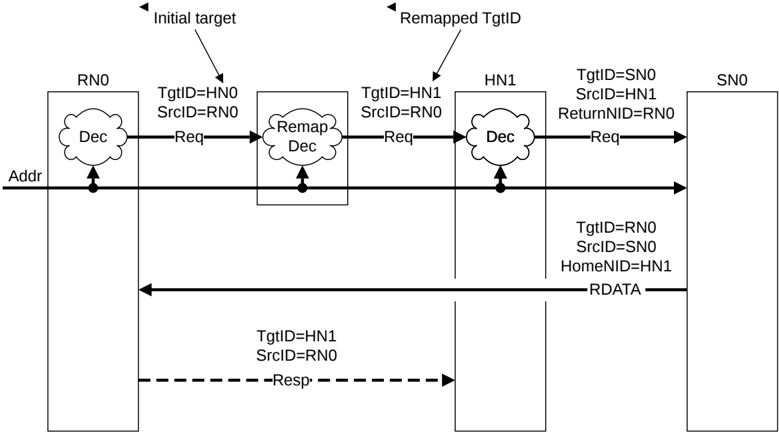 Initial target
Remapped TgtID
RN0
TgtID=HN0
SrcID=RN0
Req
Dec
Remap
Dec
TgtID=HN1
SrcID=RN0
Req
HN1
Dec
TgtID=SN0
SrcID=HN1
ReturnNID=RN0
Req
SN0
Addr
TgtID=RN0
SrcID=SN0
HomeNID=HN1
RDATA
TgtID=HN1
SrcID=RN0
Resp